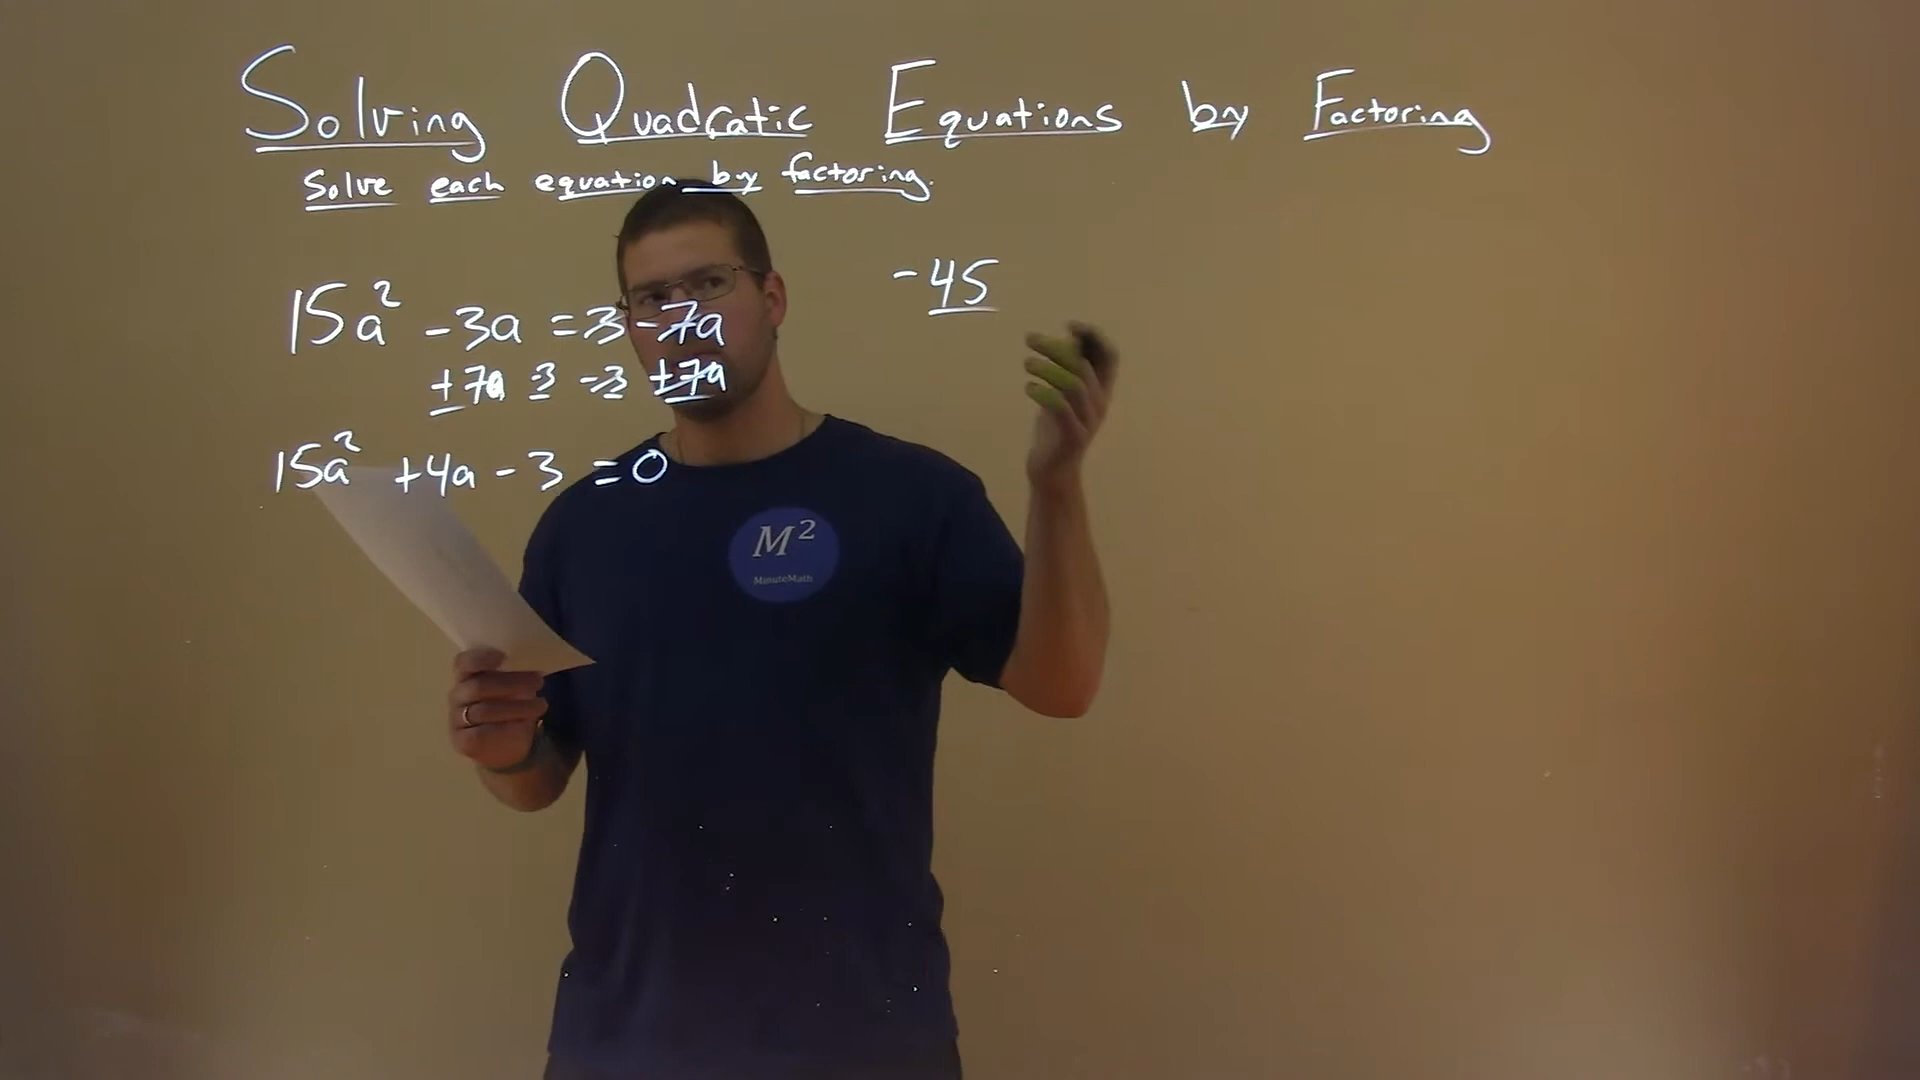 Solving Quadratic Equations by Factoring
Solve each equation by factoring.
15a² -3a = 3 -7a
+7a -3 -3 +7a
15a² +4a -3 = 0
-45
M²
MinuteMath